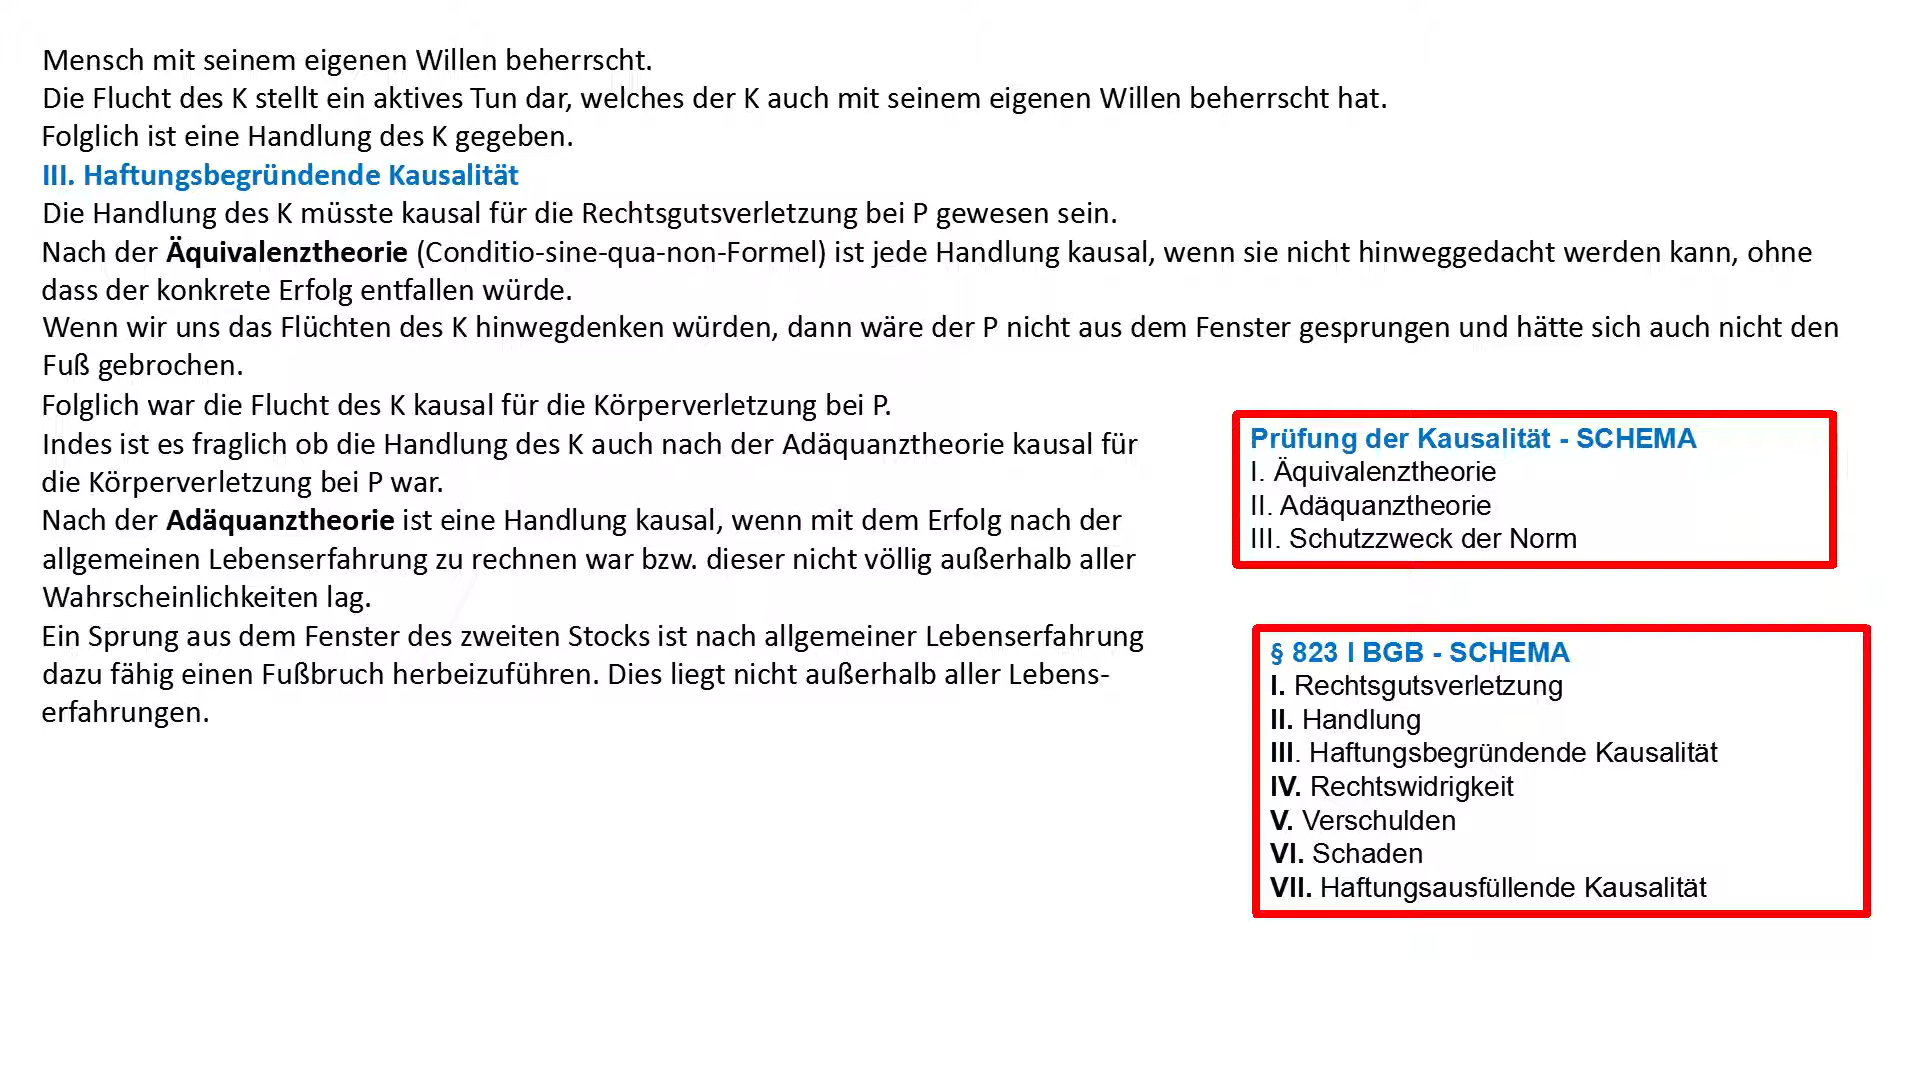 Mensch mit seinem eigenen Willen beherrscht.
Die Flucht des K stellt ein aktives Tun dar, welches der K auch mit seinem eigenen Willen beherrscht hat.
Folglich ist eine Handlung des K gegeben.
III. Haftungsbegründende Kausalität
Die Handlung des K müsste kausal für die Rechtsgutsverletzung bei P gewesen sein.
Nach der Äquivalenztheorie (Conditio-sine-qua-non-Formel) ist jede Handlung kausal, wenn sie nicht hinweggedacht werden kann, ohne
dass der konkrete Erfolg entfallen würde.
Wenn wir uns das Flüchten des K hinwegdenken würden, dann wäre der P nicht aus dem Fenster gesprungen und hätte sich auch nicht den
Fuß gebrochen.
Folglich war die Flucht des K kausal für die Körperverletzung bei P.
Indes ist es fraglich ob die Handlung des K auch nach der Adäquanztheorie kausal für
die Körperverletzung bei P war.
Nach der Adäquanztheorie ist eine Handlung kausal, wenn mit dem Erfolg nach der
allgemeinen Lebenserfahrung zu rechnen war bzw. dieser nicht völlig außerhalb aller
Wahrscheinlichkeiten lag.
Ein Sprung aus dem Fenster des zweiten Stocks ist nach allgemeiner Lebenserfahrung
dazu fähig einen Fußbruch herbeizuführen. Dies liegt nicht außerhalb aller Lebens-
erfahrungen.
Prüfung der Kausalität - SCHEMA
I. Äquivalenztheorie
II. Adäquanztheorie
III. Schutzzweck der Norm
§ 823 I BGB - SCHEMA
I. Rechtsgutsverletzung
II. Handlung
III. Haftungsbegründende Kausalität
IV. Rechtswidrigkeit
V. Verschulden
VI. Schaden
VII. Haftungsausfüllende Kausalität